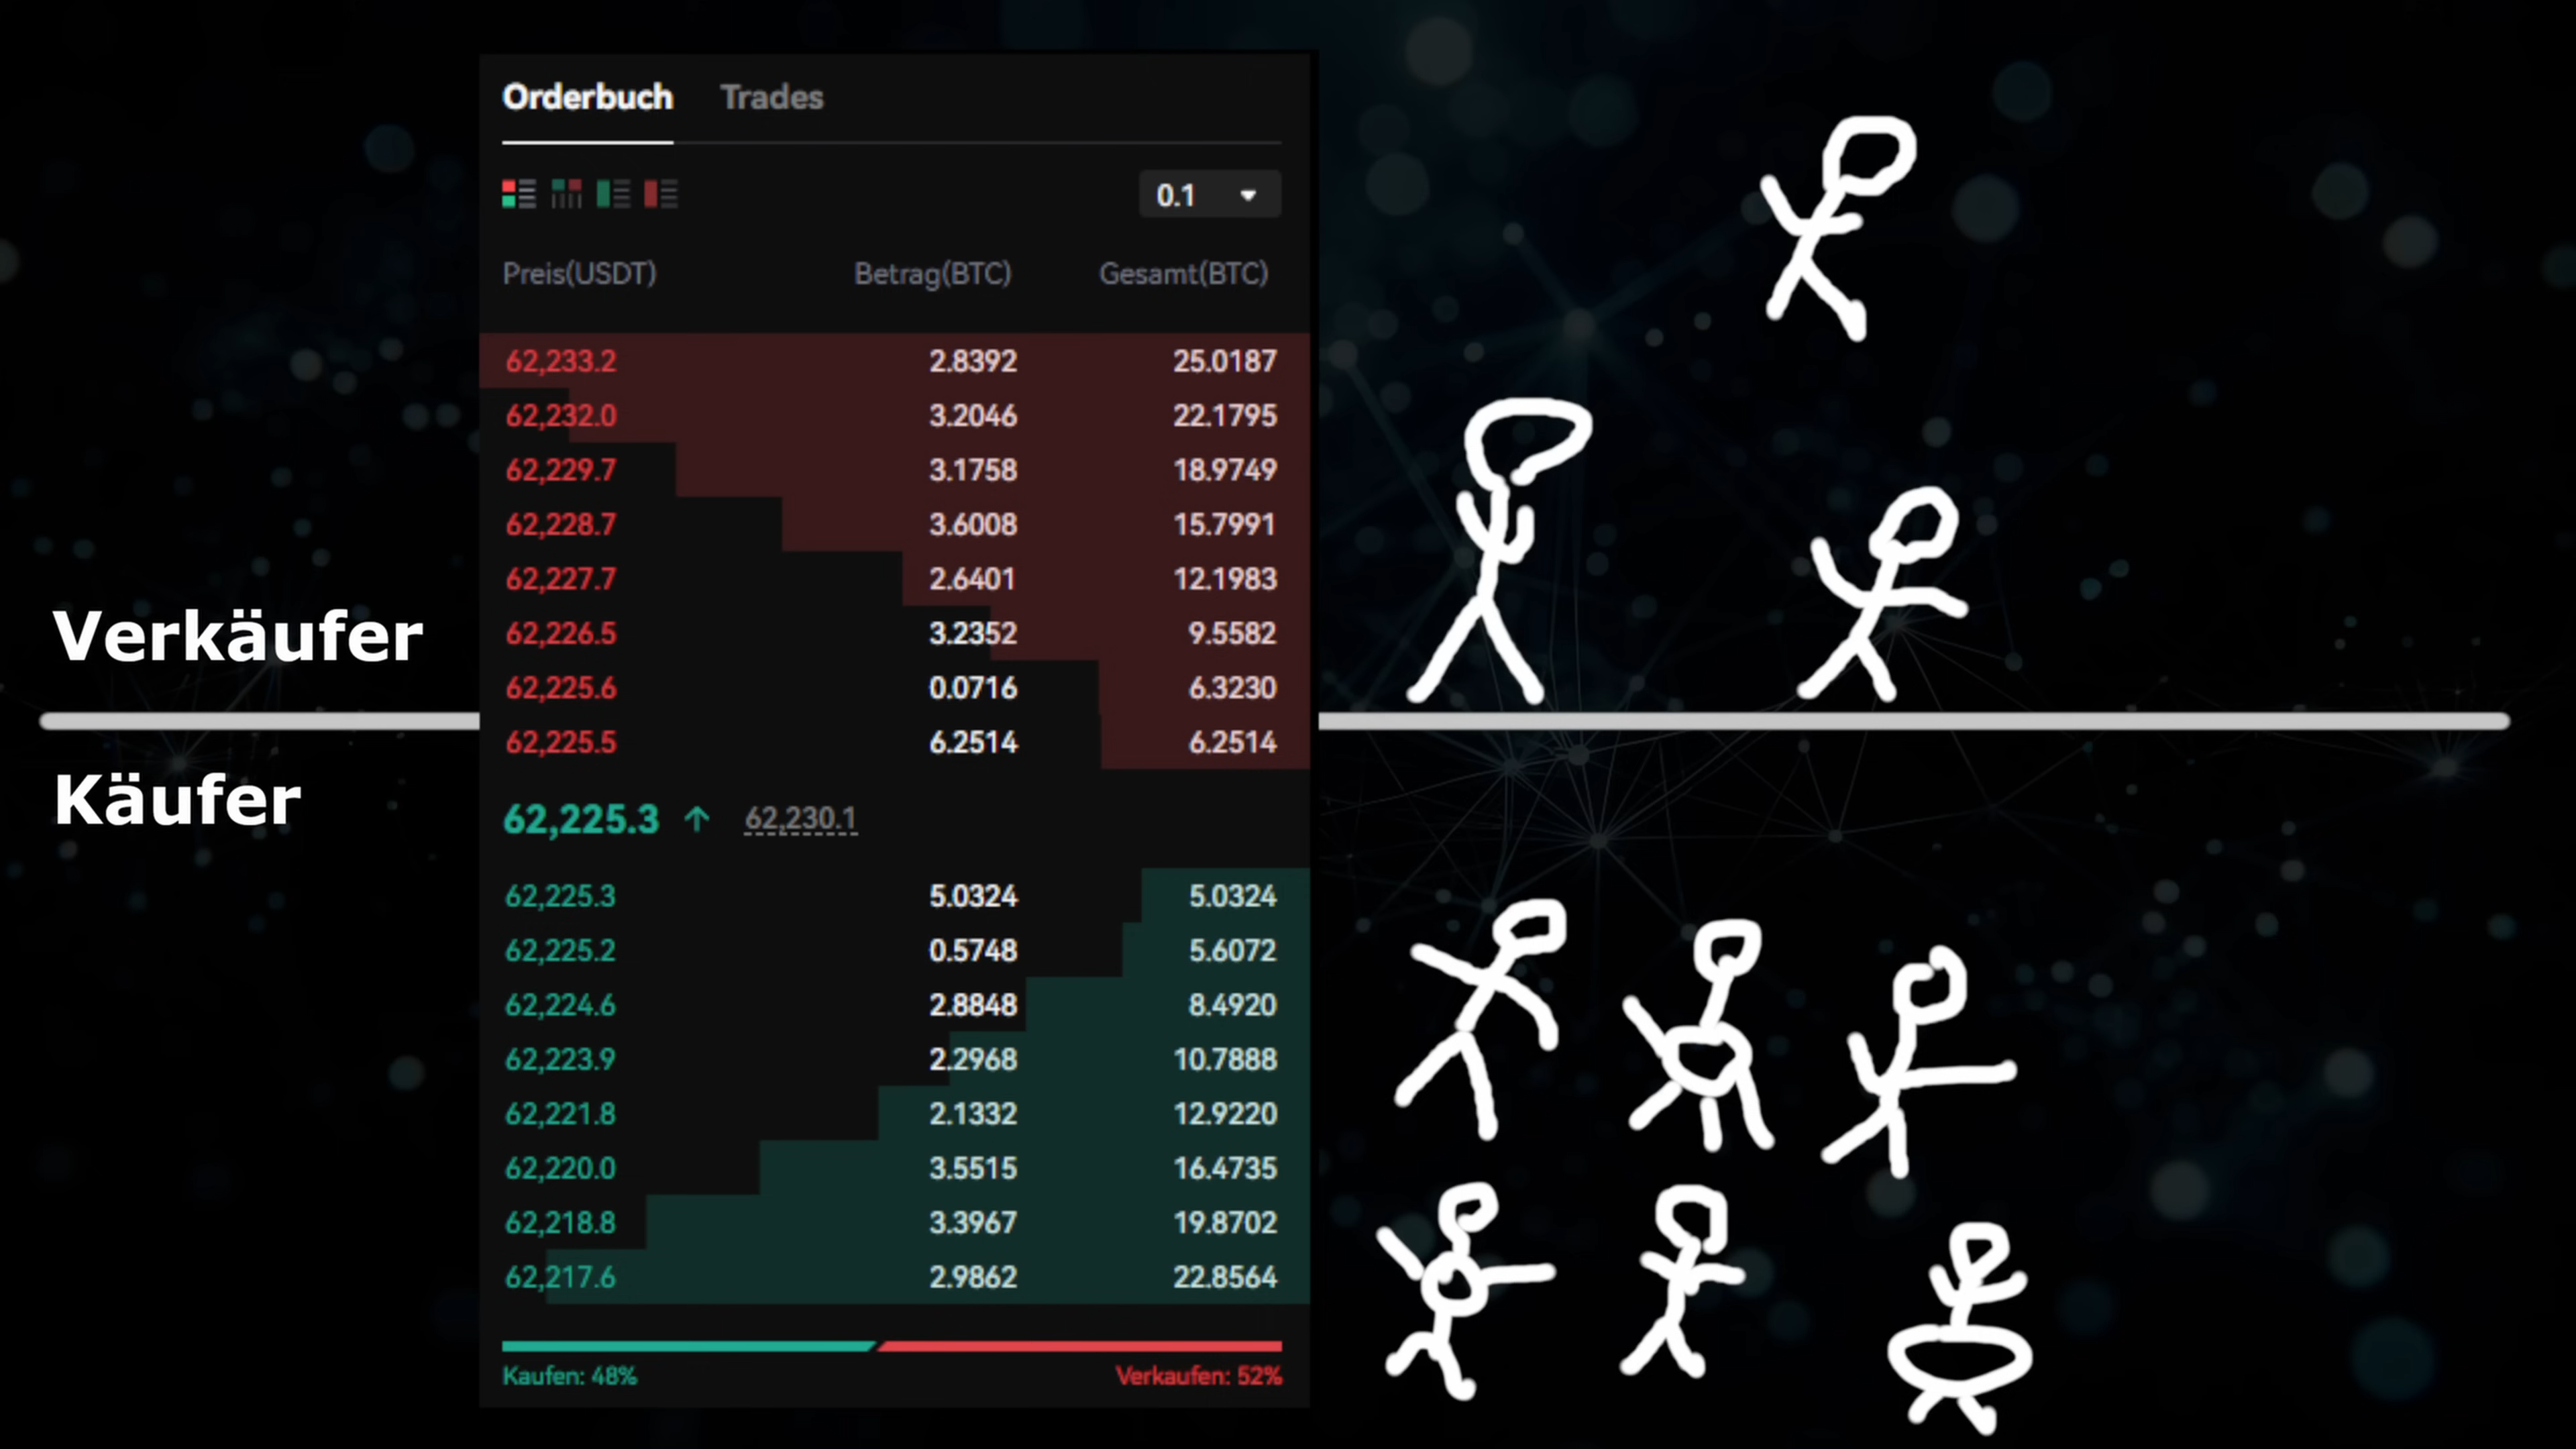 Orderbuch Trades
0.1
Preis(USDT) Betrag(BTC) Gesamt(BTC)
62,233.2 2.8392 25.0187
62,232.0 3.2046 22.1795
62,229.7 3.1758 18.9749
62,228.7 3.6008 15.7991
62,227.7 2.6401 12.1983
62,226.5 3.2352 9.5582
Verkäufer
62,225.6 0.0716 6.3230
62,225.5 6.2514 6.2514
Käufer
62,225.3 ↑ 62,230.1
62,225.3 5.0324 5.0324
62,225.2 0.5748 5.6072
62,224.6 2.8848 8.4920
62,223.9 2.2968 10.7888
62,221.8 2.1332 12.9220
62,220.0 3.5515 16.4735
62,218.8 3.3967 19.8702
62,217.6 2.9862 22.8564
Kaufen: 48% Verkaufen: 52%